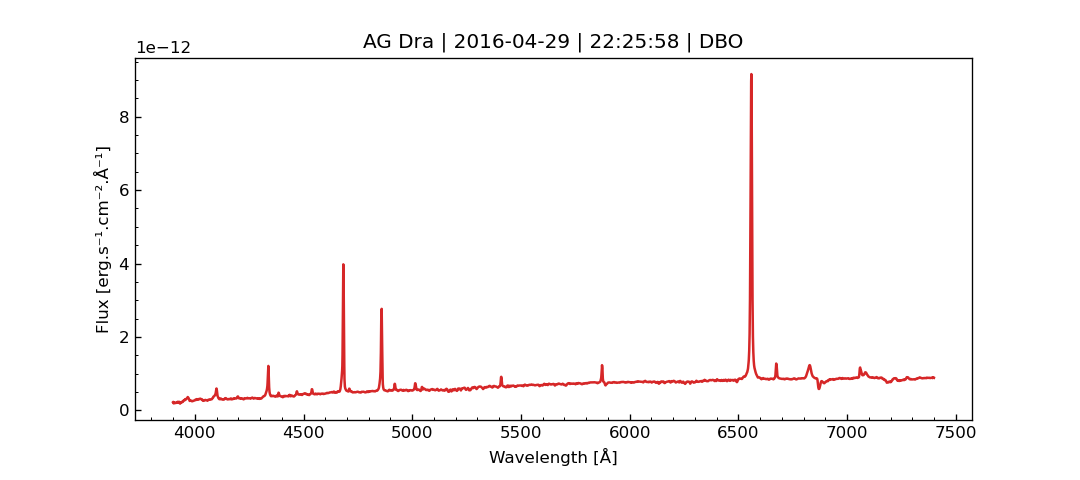 AG Dra | 2016-04-29 | 22:25:58 | DBO
1e−12
8
6
4
2
0
Flux [erg.s⁻¹.cm⁻².Å⁻¹]
4000 4500 5000 5500 6000 6500 7000 7500
Wavelength [Å]